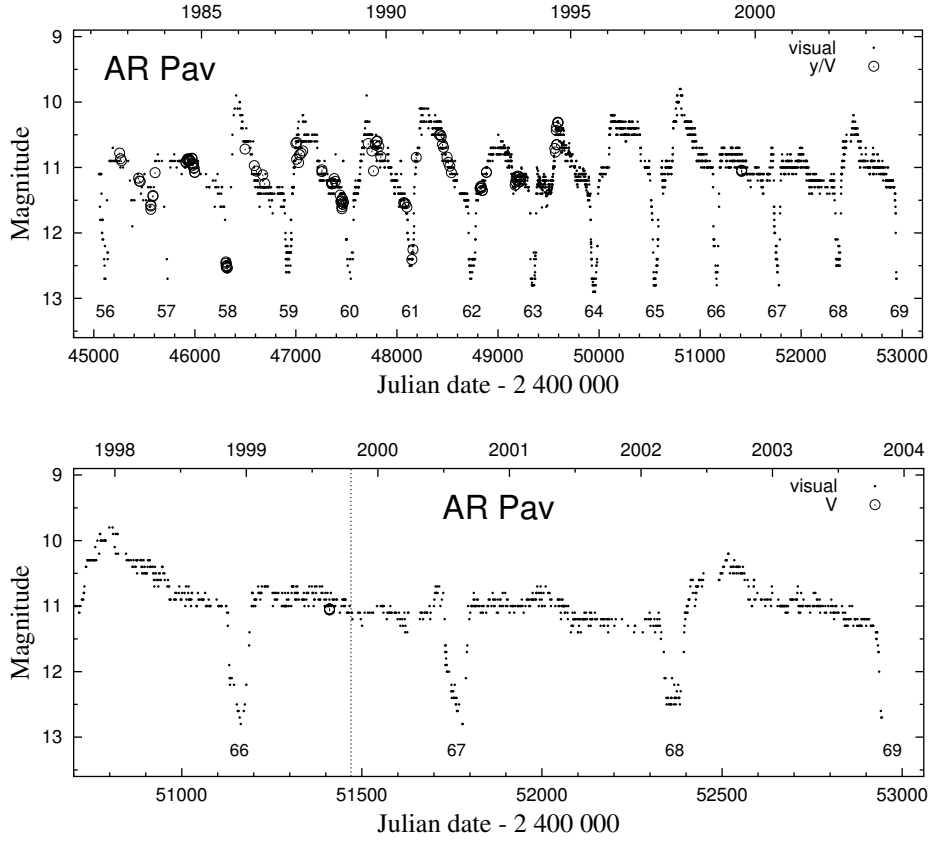 1985 1990 1995 2000
9
10
11
12
13
Magnitude
AR Pav
visual
y/V
56 57 58 59 60 61 62 63 64 65 66 67 68 69
45000 46000 47000 48000 49000 50000 51000 52000 53000
Julian date - 2 400 000
1998 1999 2000 2001 2002 2003 2004
9
10
11
12
13
Magnitude
AR Pav
visual
V
66 67 68 69
51000 51500 52000 52500 53000
Julian date - 2 400 000